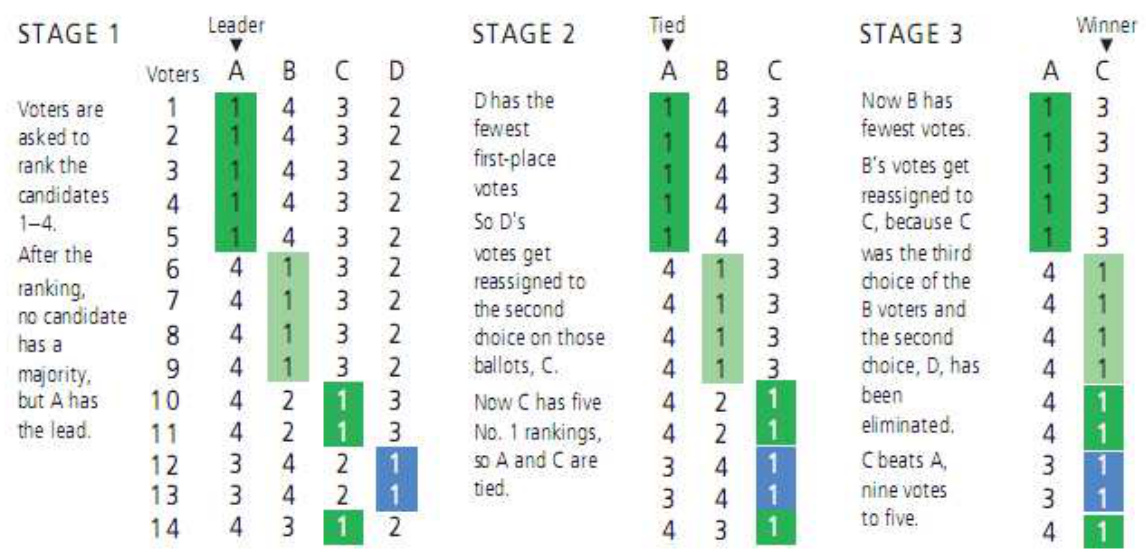 STAGE 1
Leader
▼
Voters A B C D
Voters are
asked to
rank the
candidates
1–4.
After the
ranking,
no candidate
has a
majority,
but A has
the lead.
1 1 4 3 2
2 1 4 3 2
3 1 4 3 2
4 1 4 3 2
5 1 4 3 2
6 4 1 3 2
7 4 1 3 2
8 4 1 3 2
9 4 1 3 2
10 4 2 1 3
11 4 2 1 3
12 3 4 2 1
13 3 4 2 1
14 4 3 1 2
STAGE 2
Tied
▼
A B C
D has the
fewest
first-place
votes
So D's
votes get
reassigned to
the second
choice on those
ballots, C.
Now C has five
No. 1 rankings,
so A and C are
tied.
1 4 3
1 4 3
1 4 3
1 4 3
1 4 3
4 1 3
4 1 3
4 1 3
4 1 3
4 2 1
4 2 1
3 4 1
3 4 1
4 3 1
STAGE 3
Winner
▼
A C
Now B has
fewest votes.
B's votes get
reassigned to
C, because C
was the third
choice of the
B voters and
the second
choice, D, has
been
eliminated.
C beats A,
nine votes
to five.
1 3
1 3
1 3
1 3
1 3
4 1
4 1
4 1
4 1
4 1
4 1
3 1
3 1
4 1